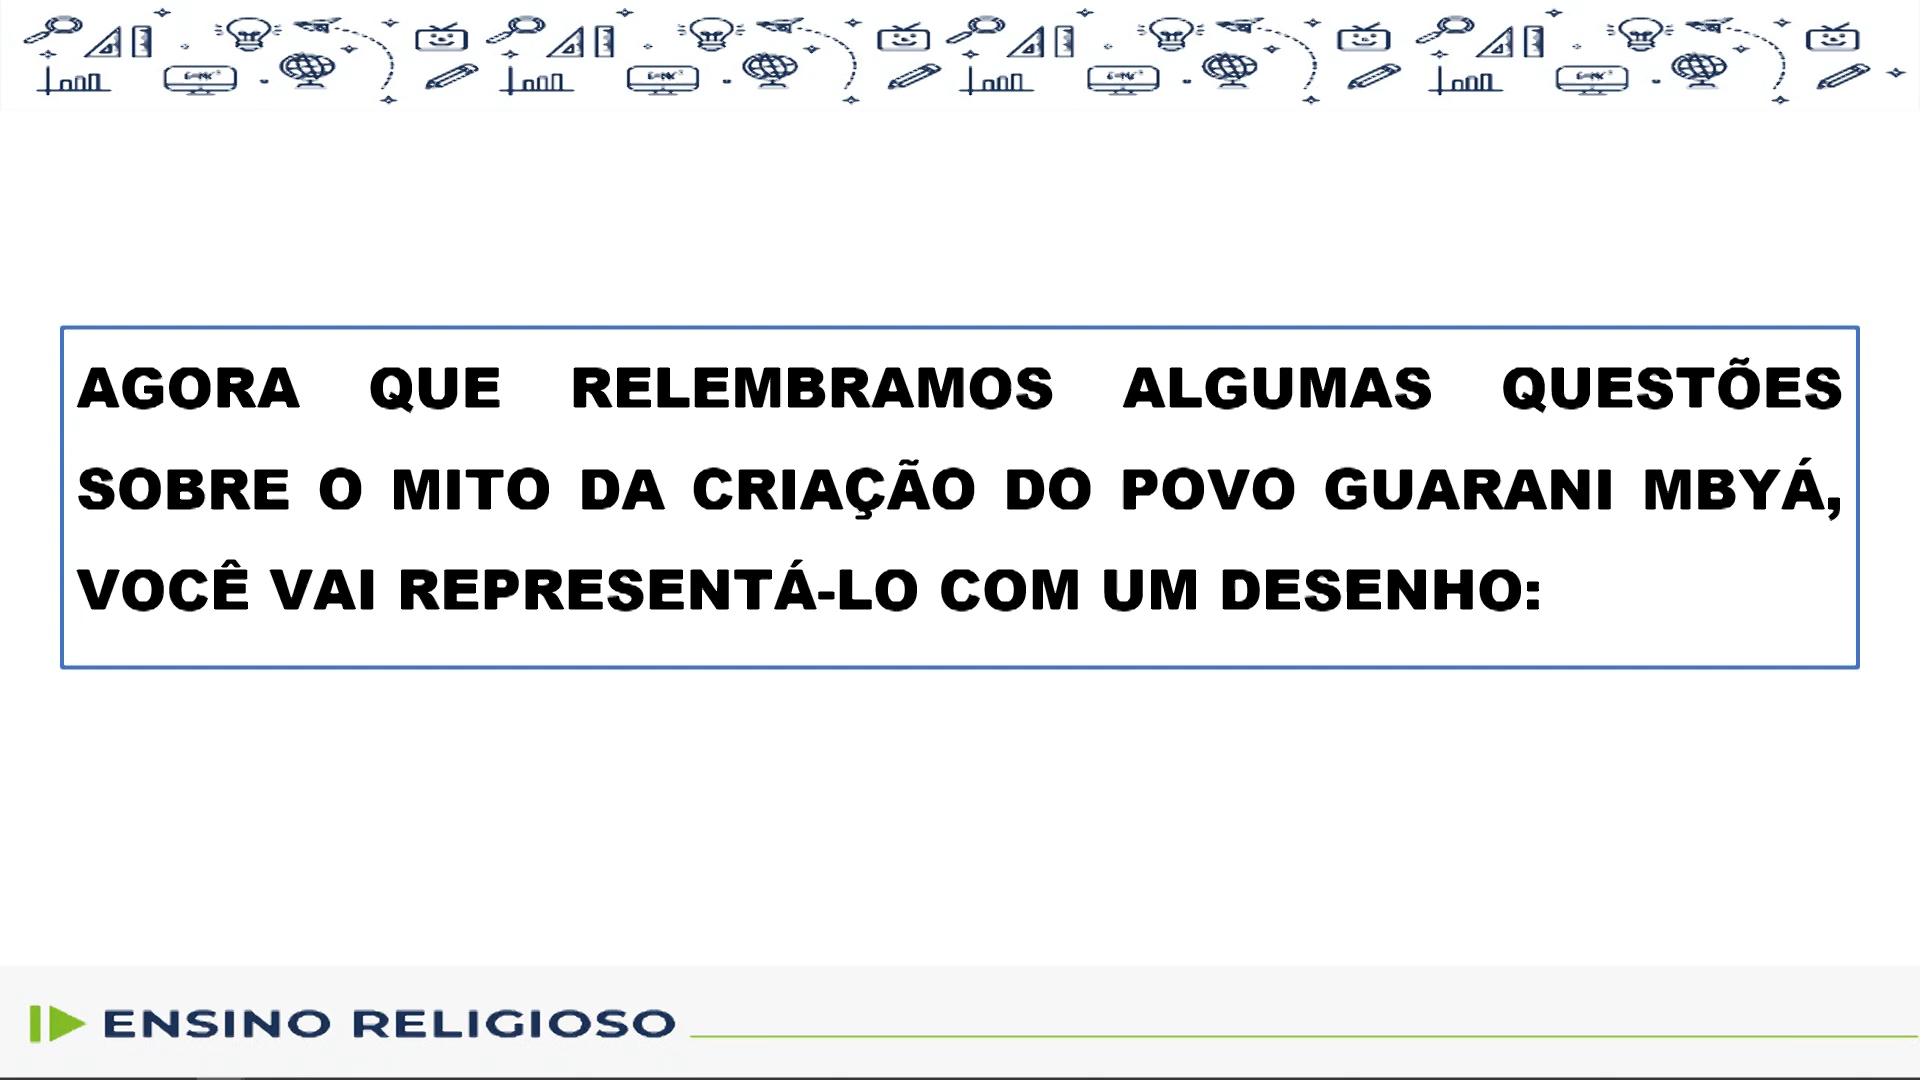 AGORA QUE RELEMBRAMOS ALGUMAS QUESTÕES
SOBRE O MITO DA CRIAÇÃO DO POVO GUARANI MBYÁ,
VOCÊ VAI REPRESENTÁ-LO COM UM DESENHO:
ENSINO RELIGIOSO